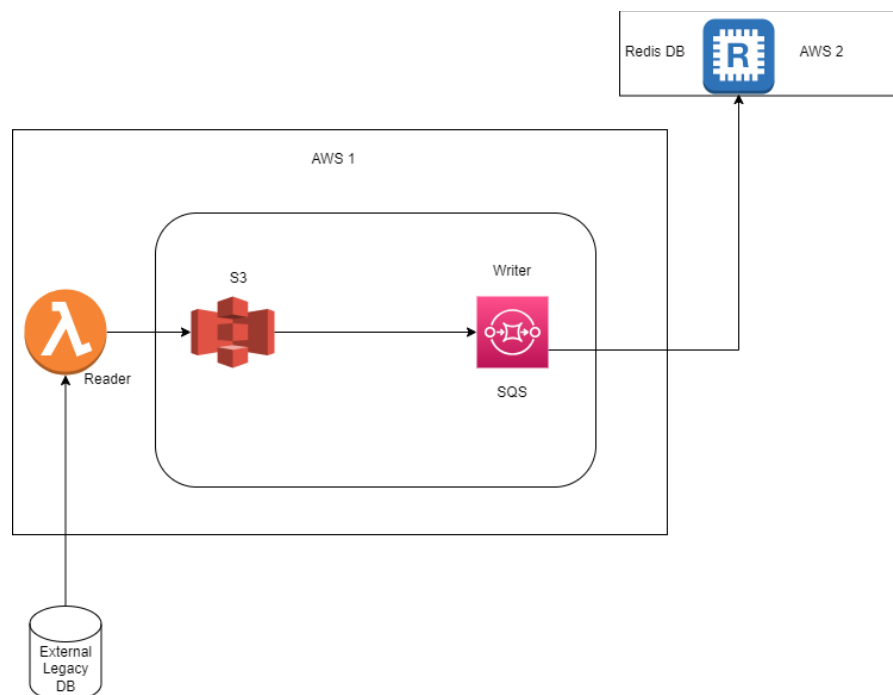 Redis DB
R
AWS 2
AWS 1
S3
Writer
λ
Reader
SQS
External
Legacy
DB